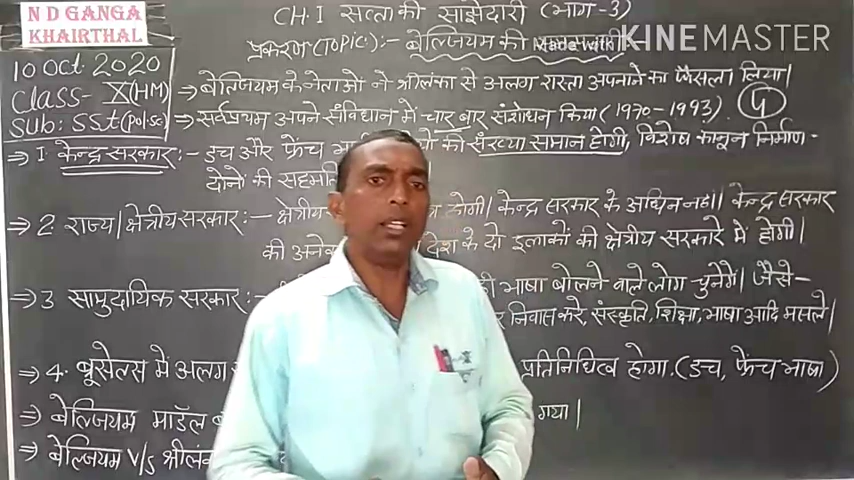 N D GANGA
KHAIRTHAL
CH. I सत्ता की साझेदारी (भाग-3)
प्रकरण (TOPIC):- बेल्जियम की
Made with KINEMASTER
10 Oct 2020
Class- X(HM)
Sub: SSt(pol.sc)
⇒ बेल्जियम के नेताओं ने श्रीलंका से अलग रास्ता अपनाने का फैसला लिया|
⇒ सर्वप्रथम अपने संविधान में चार बार संशोधन किया (1970-1993). 4
⇒ 1. केन्द्र सरकार:- डच और फ्रेंच की संख्या समान होगी, विशेष कानून निर्माण-
दोनों की सहमति
⇒ 2. राज्य/क्षेत्रीय सरकार:- होगी| केन्द्र सरकार के अधिन नहीं| केन्द्र सरकार
की अनेक देश के दो इलाकों की क्षेत्रीय सरकारे में होगी|
⇒ 3 सामुदायिक सरकार:- ही भाषा बोलने वाले लोग चुनेगें| जैसे-
निवास करे, संस्कृति, शिक्षा, भाषा आदि मसले|
⇒ 4. ब्रूसेल्स में अलग प्रतिनिधित्व होगा. (डच, फ्रेंच भाषा)
⇒ बेल्जियम मॉडल गया|
⇒ बेल्जियम v/s श्रीलंका